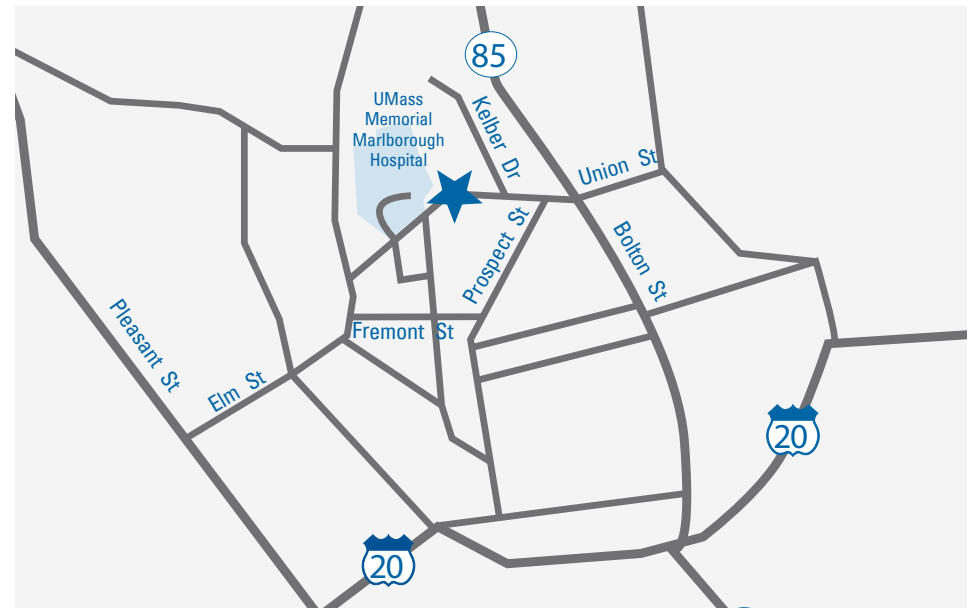 85
UMass
Memorial
Marlborough
Hospital
Kelber Dr
Union St
Prospect St
Bolton St
Pleasant St
Fremont St
Elm St
20
20